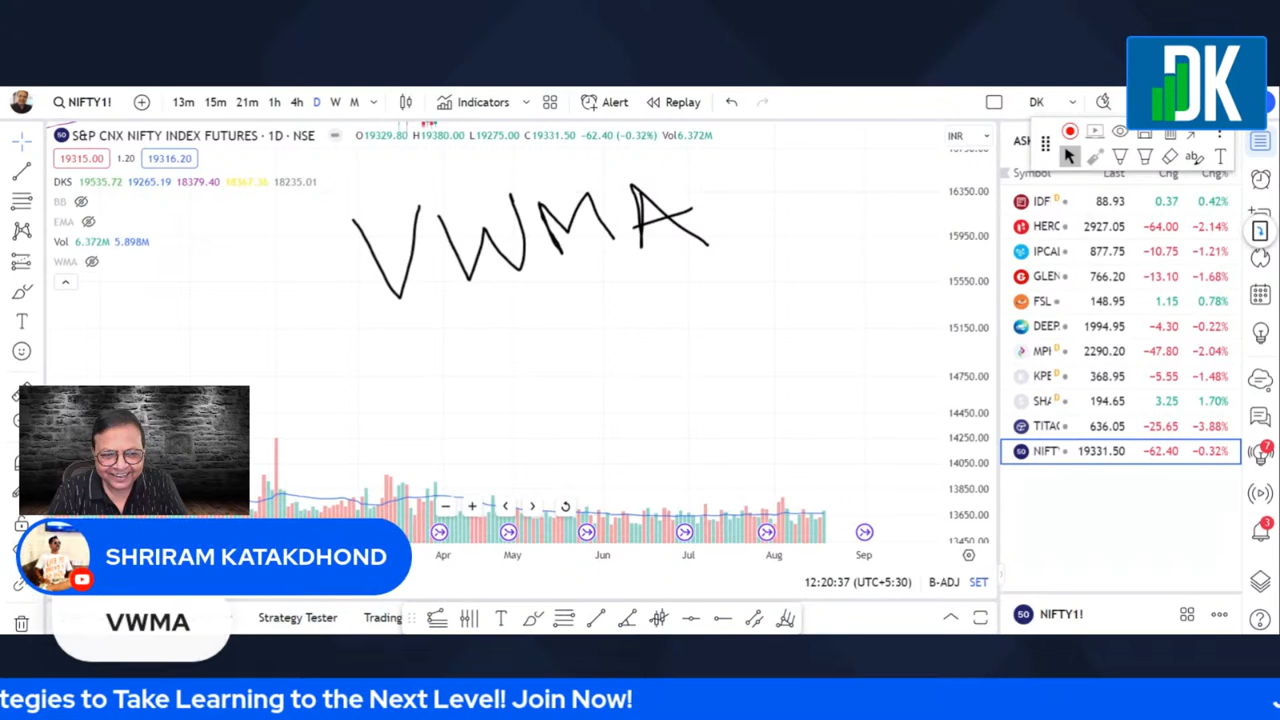 DK
NIFTY1!
13m 15m 21m 1h 4h D W M
Indicators
Alert
Replay
DK
S&P CNX NIFTY INDEX FUTURES · 1D · NSE
O19329.80 H19380.00 L19275.00 C19331.50 −62.40 (−0.32%) Vol6.372M
INR
19315.00 1.20 19316.20
DKS 19535.72 19265.19 18379.40 18367.36 18235.01
BB
EMA
Vol 6.372M 5.898M
WMA
VWMA
16350.00
15950.00
15550.00
15150.00
14750.00
14450.00
14250.00
14050.00
13850.00
13650.00
Apr May Jun Jul Aug Sep
12:20:37 (UTC+5:30) B-ADJ SET
Symbol Last Chg Chg%
IDF D 88.93 0.37 0.42%
HERC 2927.05 −64.00 −2.14%
IPCAI 877.75 −10.75 −1.21%
GLEN 766.20 −13.10 −1.68%
FSL 148.95 1.15 0.78%
DEEP 1994.95 −4.30 −0.22%
MPI D 2290.20 −47.80 −2.04%
KPE D 368.95 −5.55 −1.48%
SHA D 194.65 3.25 1.70%
TITAG 636.05 −25.65 −3.88%
NIFT 19331.50 −62.40 −0.32%
7
3
NIFTY1!
SHRIRAM KATAKDHOND
VWMA
Strategy Tester
Trading
tegies to Take Learning to the Next Level! Join Now!